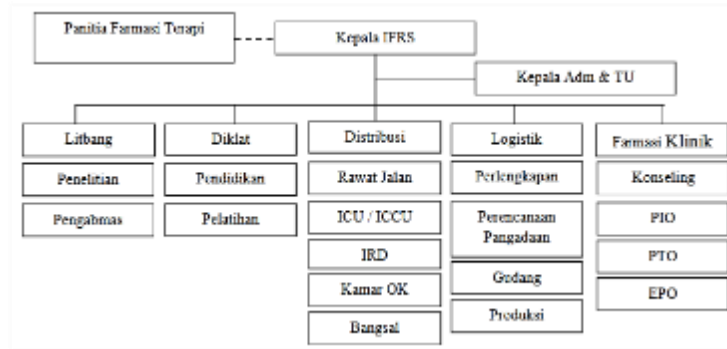 Panitia Farmasi Terapi
Kepala IFRS
Kepala Adm & TU
Litbang
Diklat
Distribusi
Logistik
Farmasi Klinik
Penelitian
Pendidikan
Rawat Jalan
Perlengkapan
Konseling
Pengabmas
Pelatihan
ICU / ICCU
Perencanaan
Pangadaan
PIO
IRD
Gudang
PTO
Kamar OK
Produksi
EPO
Bangsal